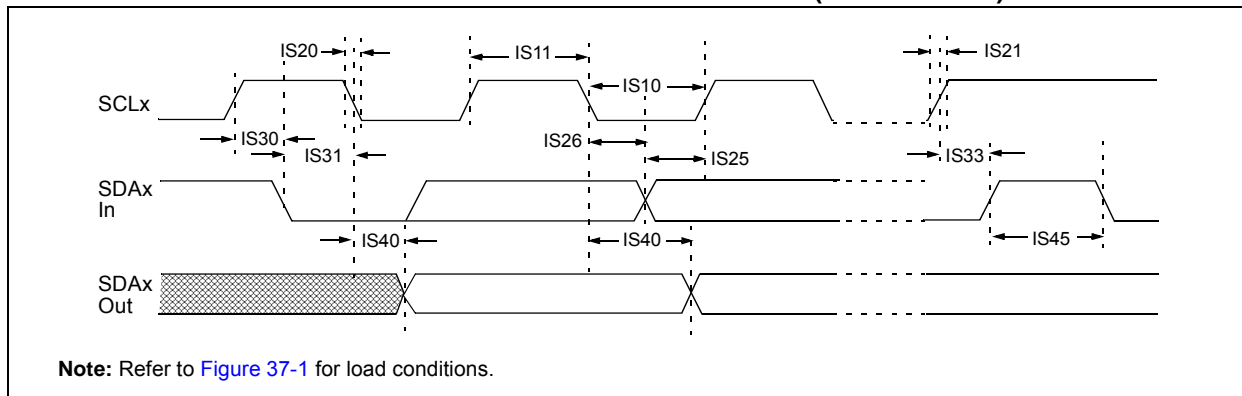 IS20
IS11
IS21
SCLx
IS10
IS30
IS26
IS31
IS25
IS33
SDAx
In
IS40
IS40
IS45
SDAx
Out
Note: Refer to Figure 37-1 for load conditions.